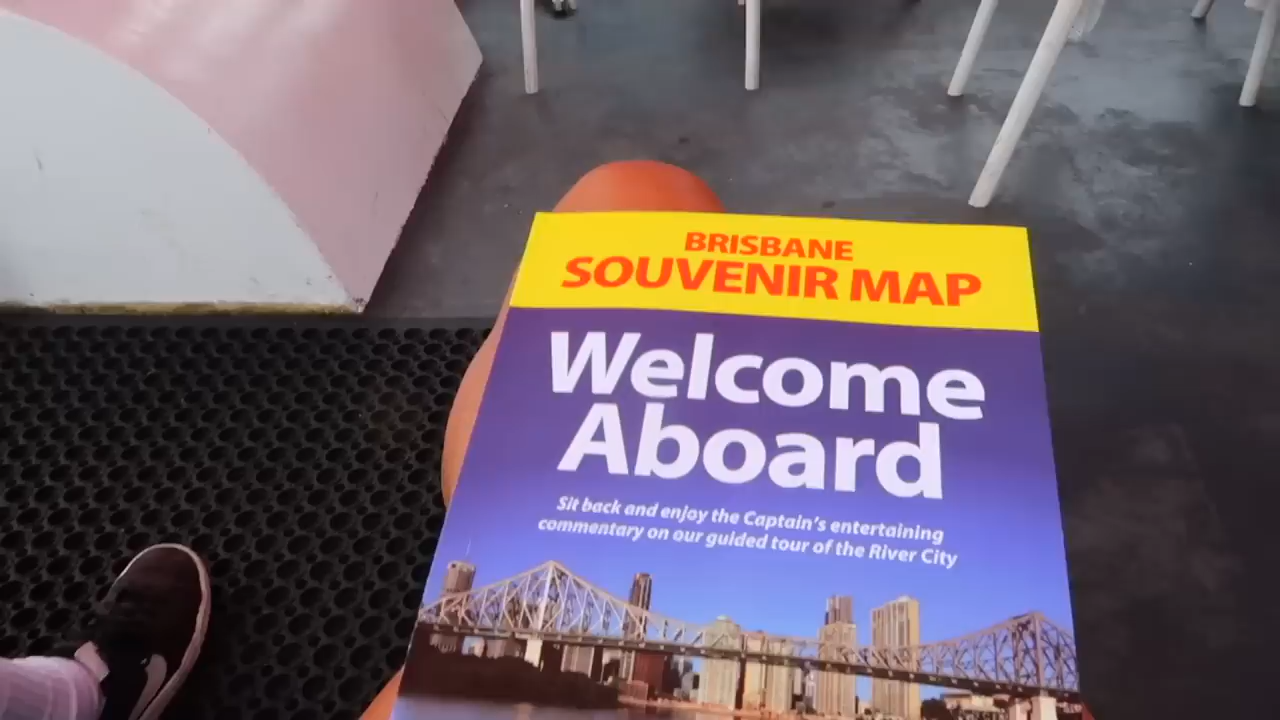 BRISBANE
SOUVENIR MAP
Welcome
Aboard
Sit back and enjoy the Captain's entertaining
commentary on our guided tour of the River City